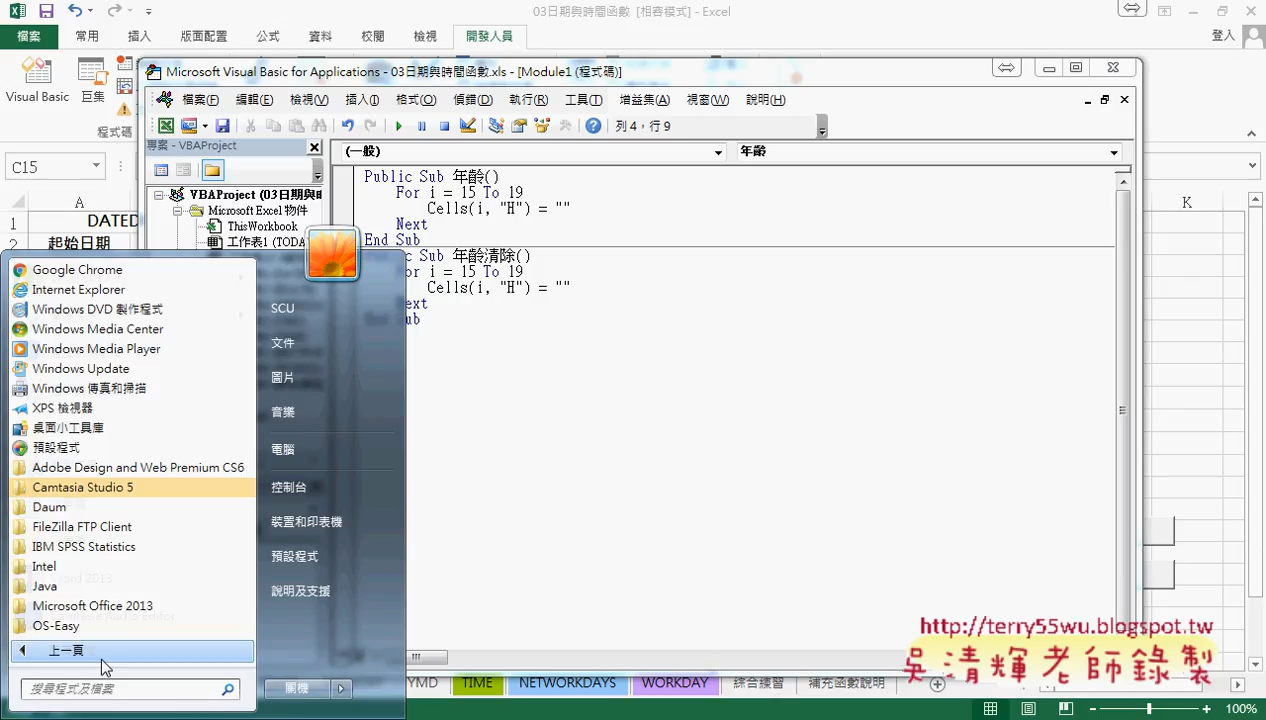 03日期與時間函數 [相容模式] - Excel
檔案 常用 插入 版面配置 公式 資料 校閱 檢視 開發人員 登入
Visual Basic 巨集
程式碼
Microsoft Visual Basic for Applications - 03日期與時間函數.xls - [Module1 (程式碼)]
檔案(F) 編輯(E) 檢視(V) 插入(I) 格式(O) 偵錯(D) 執行(R) 工具(T) 增益集(A) 視窗(W) 說明(H)
列 4，行 9
專案 - VBAProject
(一般) 年齡
C15
VBAProject (03日期與時
Microsoft Excel 物件
ThisWorkbook
工作表1 (TODA
A K
1 DATED
2 起始日期
Public Sub 年齡()
For i = 15 To 19
Cells(i, "H") = ""
Next
End Sub
c Sub 年齡清除()
or i = 15 To 19
Cells(i, "H") = ""
ext
ub
Google Chrome
Internet Explorer
Windows DVD 製作程式
Windows Media Center
Windows Media Player
Windows Update
Windows 傳真和掃描
XPS 檢視器
桌面小工具庫
預設程式
Adobe Design and Web Premium CS6
Camtasia Studio 5
Daum
FileZilla FTP Client
IBM SPSS Statistics
Intel
Java
Microsoft Office 2013
OS-Easy
上一頁
搜尋程式及檔案
SCU
文件
圖片
音樂
電腦
控制台
裝置和印表機
預設程式
說明及支援
關機
http://terry55wu.blogspot.tw
吳清輝老師錄製
YMD TIME NETWORKDAYS WORKDAY 綜合練習 補充函數說明
100%